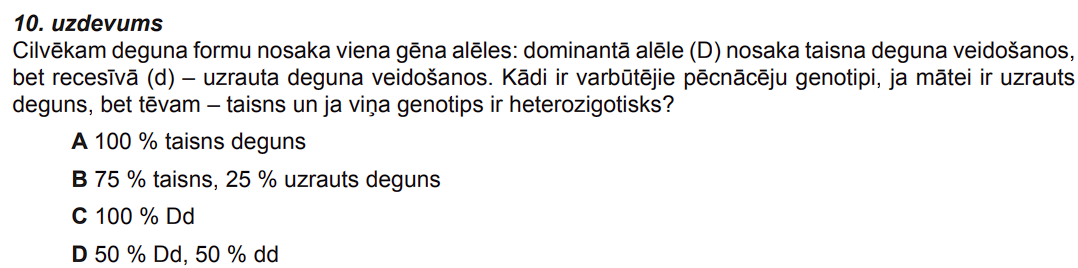 10. uzdevums
Cilvēkam deguna formu nosaka viena gēna alēles: dominantā alēle (D) nosaka taisna deguna veidošanos,
bet recesīvā (d) – uzrauta deguna veidošanos. Kādi ir varbūtējie pēcnācēju genotipi, ja mātei ir uzrauts
deguns, bet tēvam – taisns un ja viņa genotips ir heterozigotisks?
A 100 % taisns deguns
B 75 % taisns, 25 % uzrauts deguns
C 100 % Dd
D 50 % Dd, 50 % dd